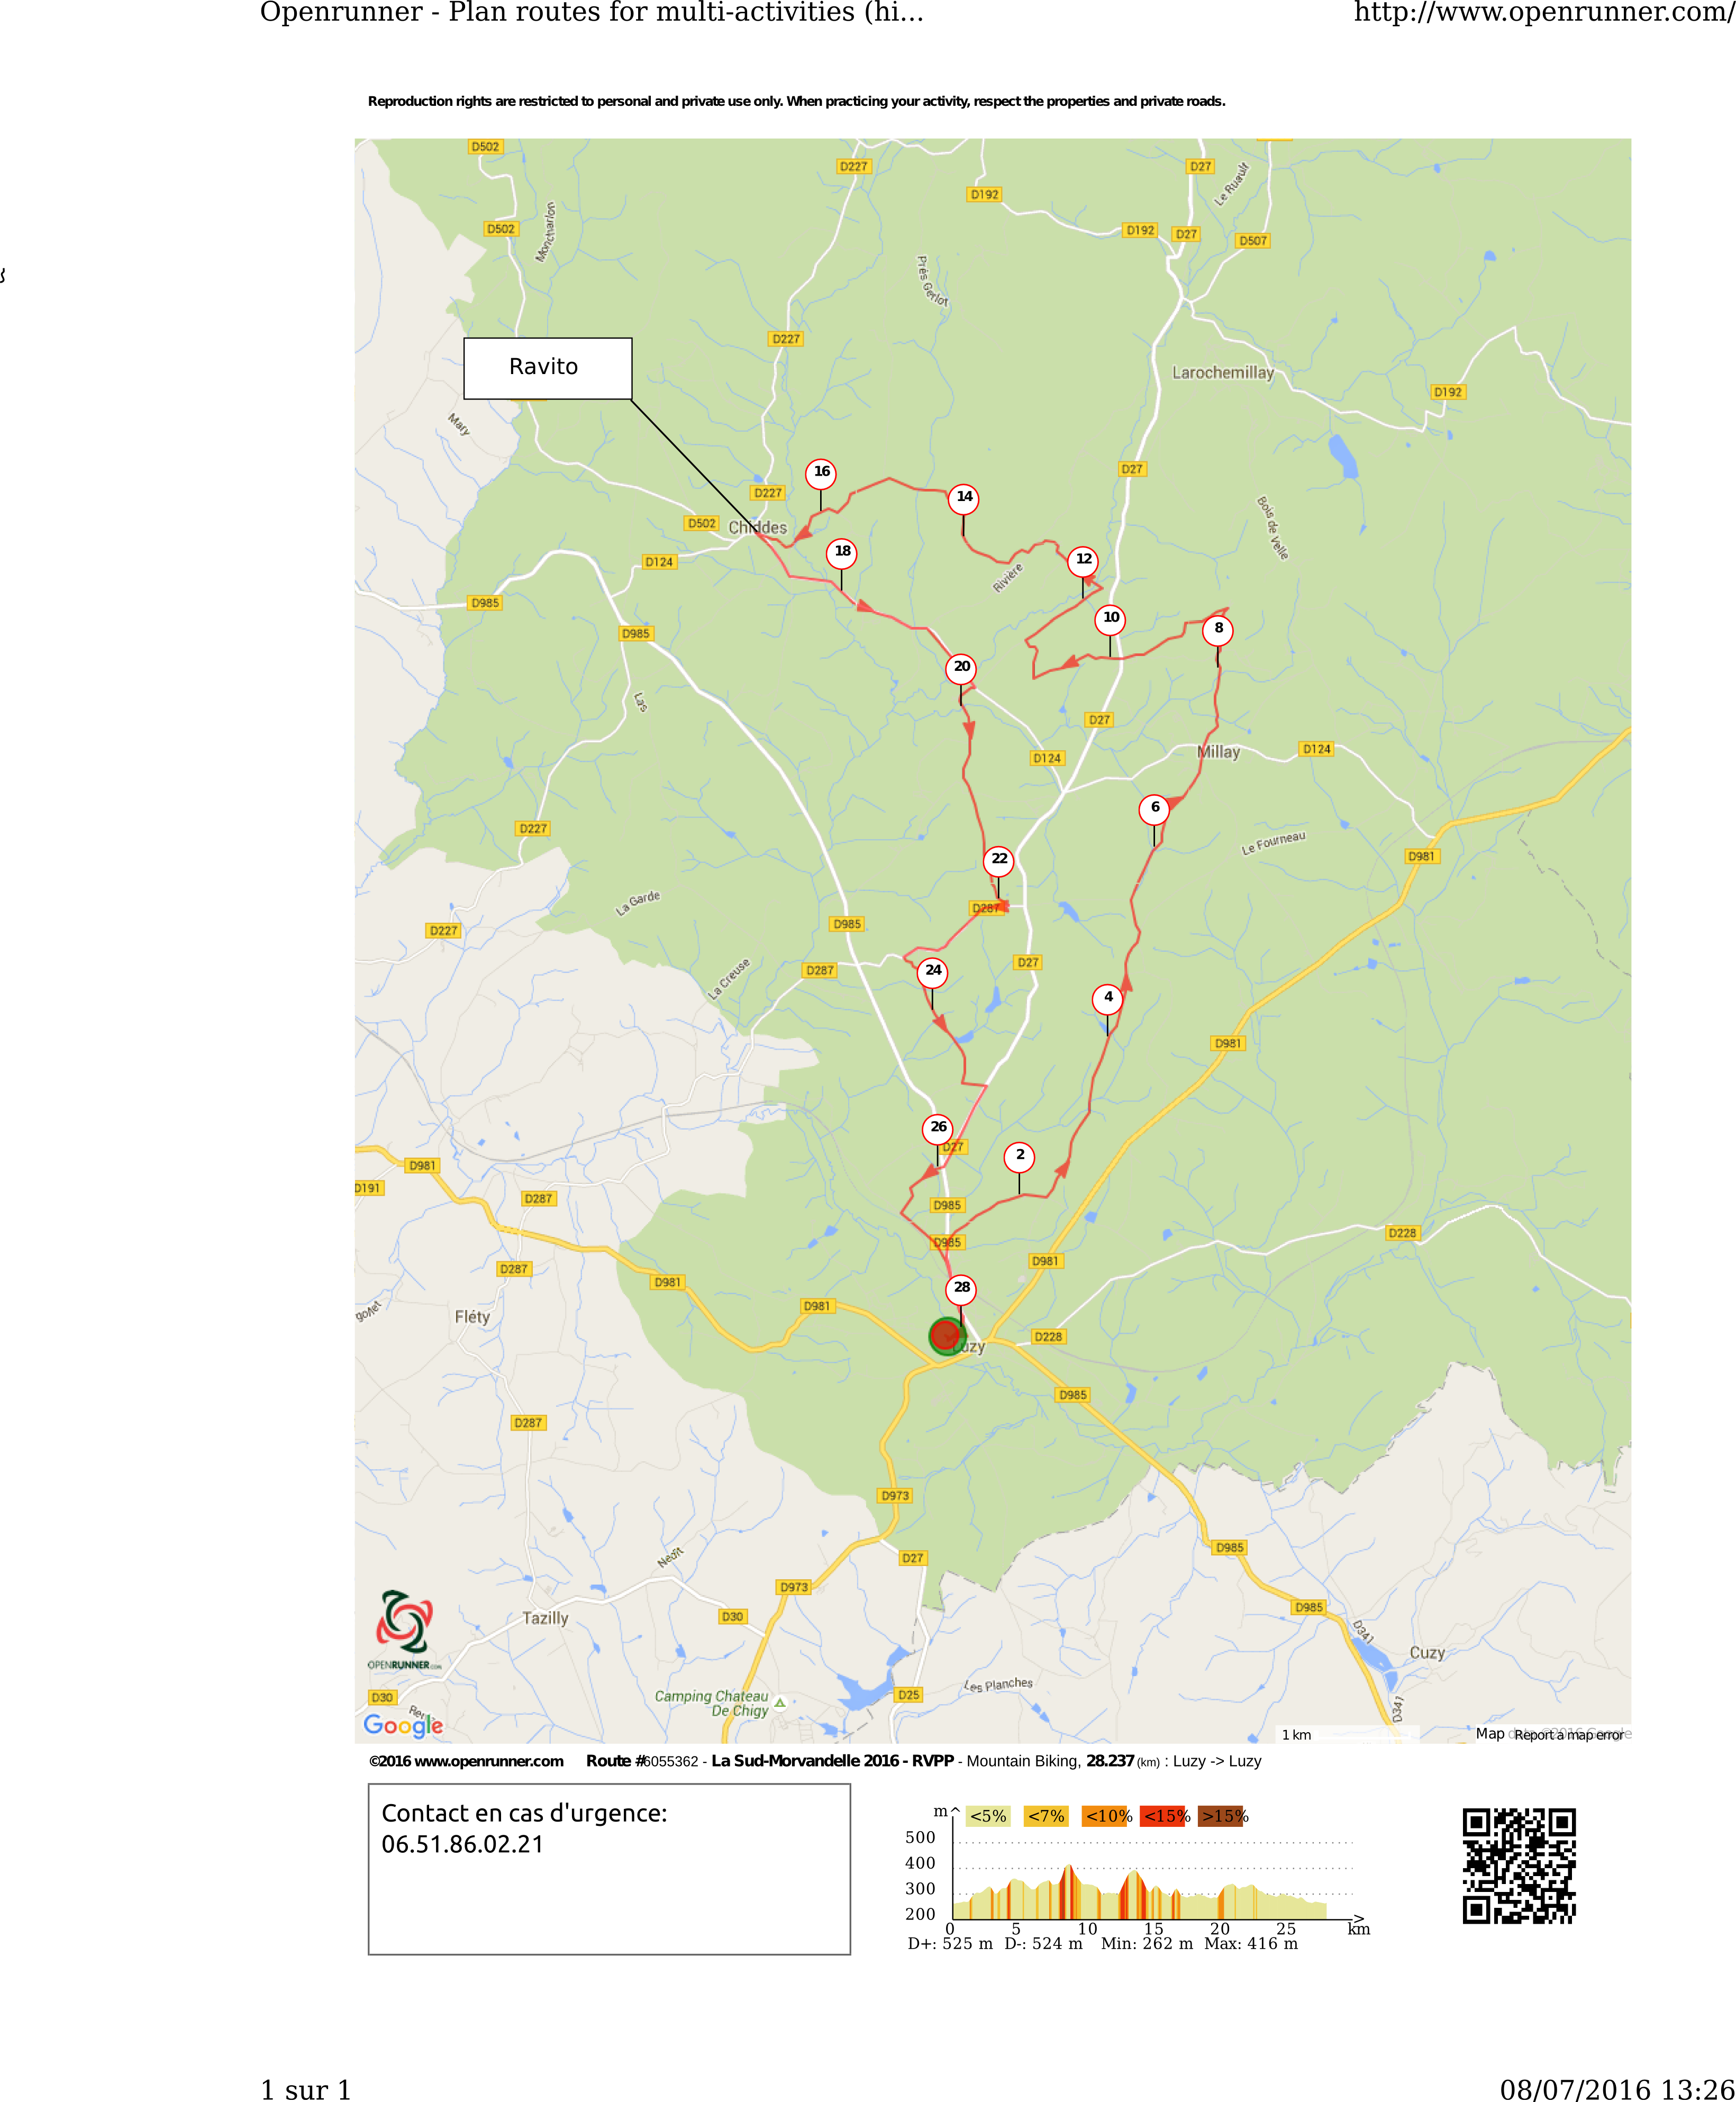 Openrunner - Plan routes for multi-activities (hi...
http://www.openrunner.com/
Reproduction rights are restricted to personal and private use only. When practicing your activity, respect the properties and private roads.
D502
D227
D27
Le Ruault
D192
D502
Moncharlon
D192
D27
D507
Prés Gerlot
D227
Ravito
Larochemillay
D192
Mary
16
D27
D227
14
Bois de Velle
D502
Chiddes
18
12
D124
Rivière
D985
10
8
D985
20
Las
D27
Millay
D124
D124
6
D227
Le Fourneau
22
D981
La Garde
D287
D985
D227
D27
24
D287
La Creuse
4
D981
26
D27
2
D981
D191
D287
D985
D228
D985
D981
D287
D981
28
D981
Fléty
D228
Luzy
D985
D287
D973
D985
D27
D973
D985
Tazilly
D30
D341
Cuzy
OPENRUNNER.COM
Les Planches
D30
Camping Chateau
De Chigy
D25
D341
Google
1 km
Map data ©2016 Google
Report a map error
©2016 www.openrunner.com Route #6055362 - La Sud-Morvandelle 2016 - RVPP - Mountain Biking, 28.237 (km) : Luzy -> Luzy
Contact en cas d'urgence:
06.51.86.02.21
m^ <5% <7% <10% <15% >15%
500
400
300
200
0 5 10 15 20 25 km
>
D+: 525 m D-: 524 m Min: 262 m Max: 416 m
1 sur 1
08/07/2016 13:26